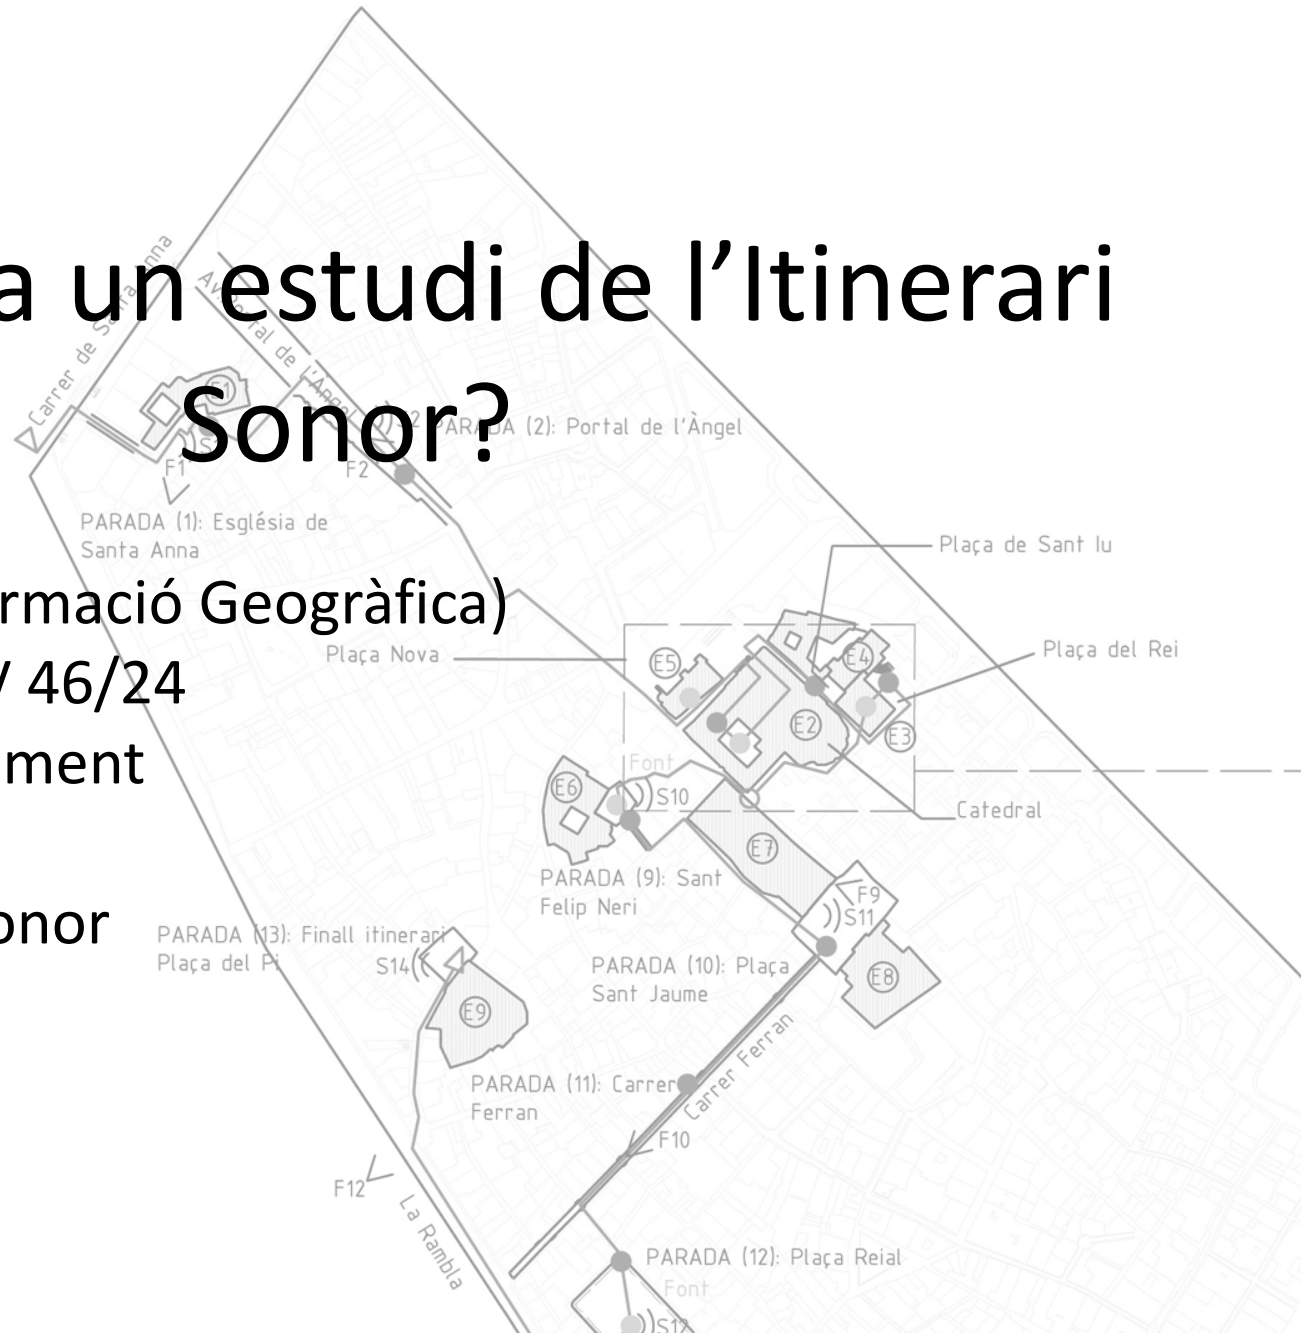 a un estudi de l’Itinerari
Sonor?
Carrer de Santa Anna
Av. Portal de l'Àngel
E1
S2
PARADA (2): Portal de l'Àngel
F1
F2
PARADA (1): Església de
Santa Anna
Plaça de Sant Iu
rmació Geogràfica)
Plaça Nova
E5
E4
Plaça del Rei
/ 46/24
E2
E3
ment
Font
E6
S10
Catedral
E7
PARADA (9): Sant
Felip Neri
F9
S11
onor
PARADA (13): Finall itinerari
Plaça del Pi
S14
PARADA (10): Plaça
Sant Jaume
E8
E9
PARADA (11): Carrer
Ferran
Carrer Ferran
F10
F12
La Rambla
PARADA (12): Plaça Reial
Font
S12